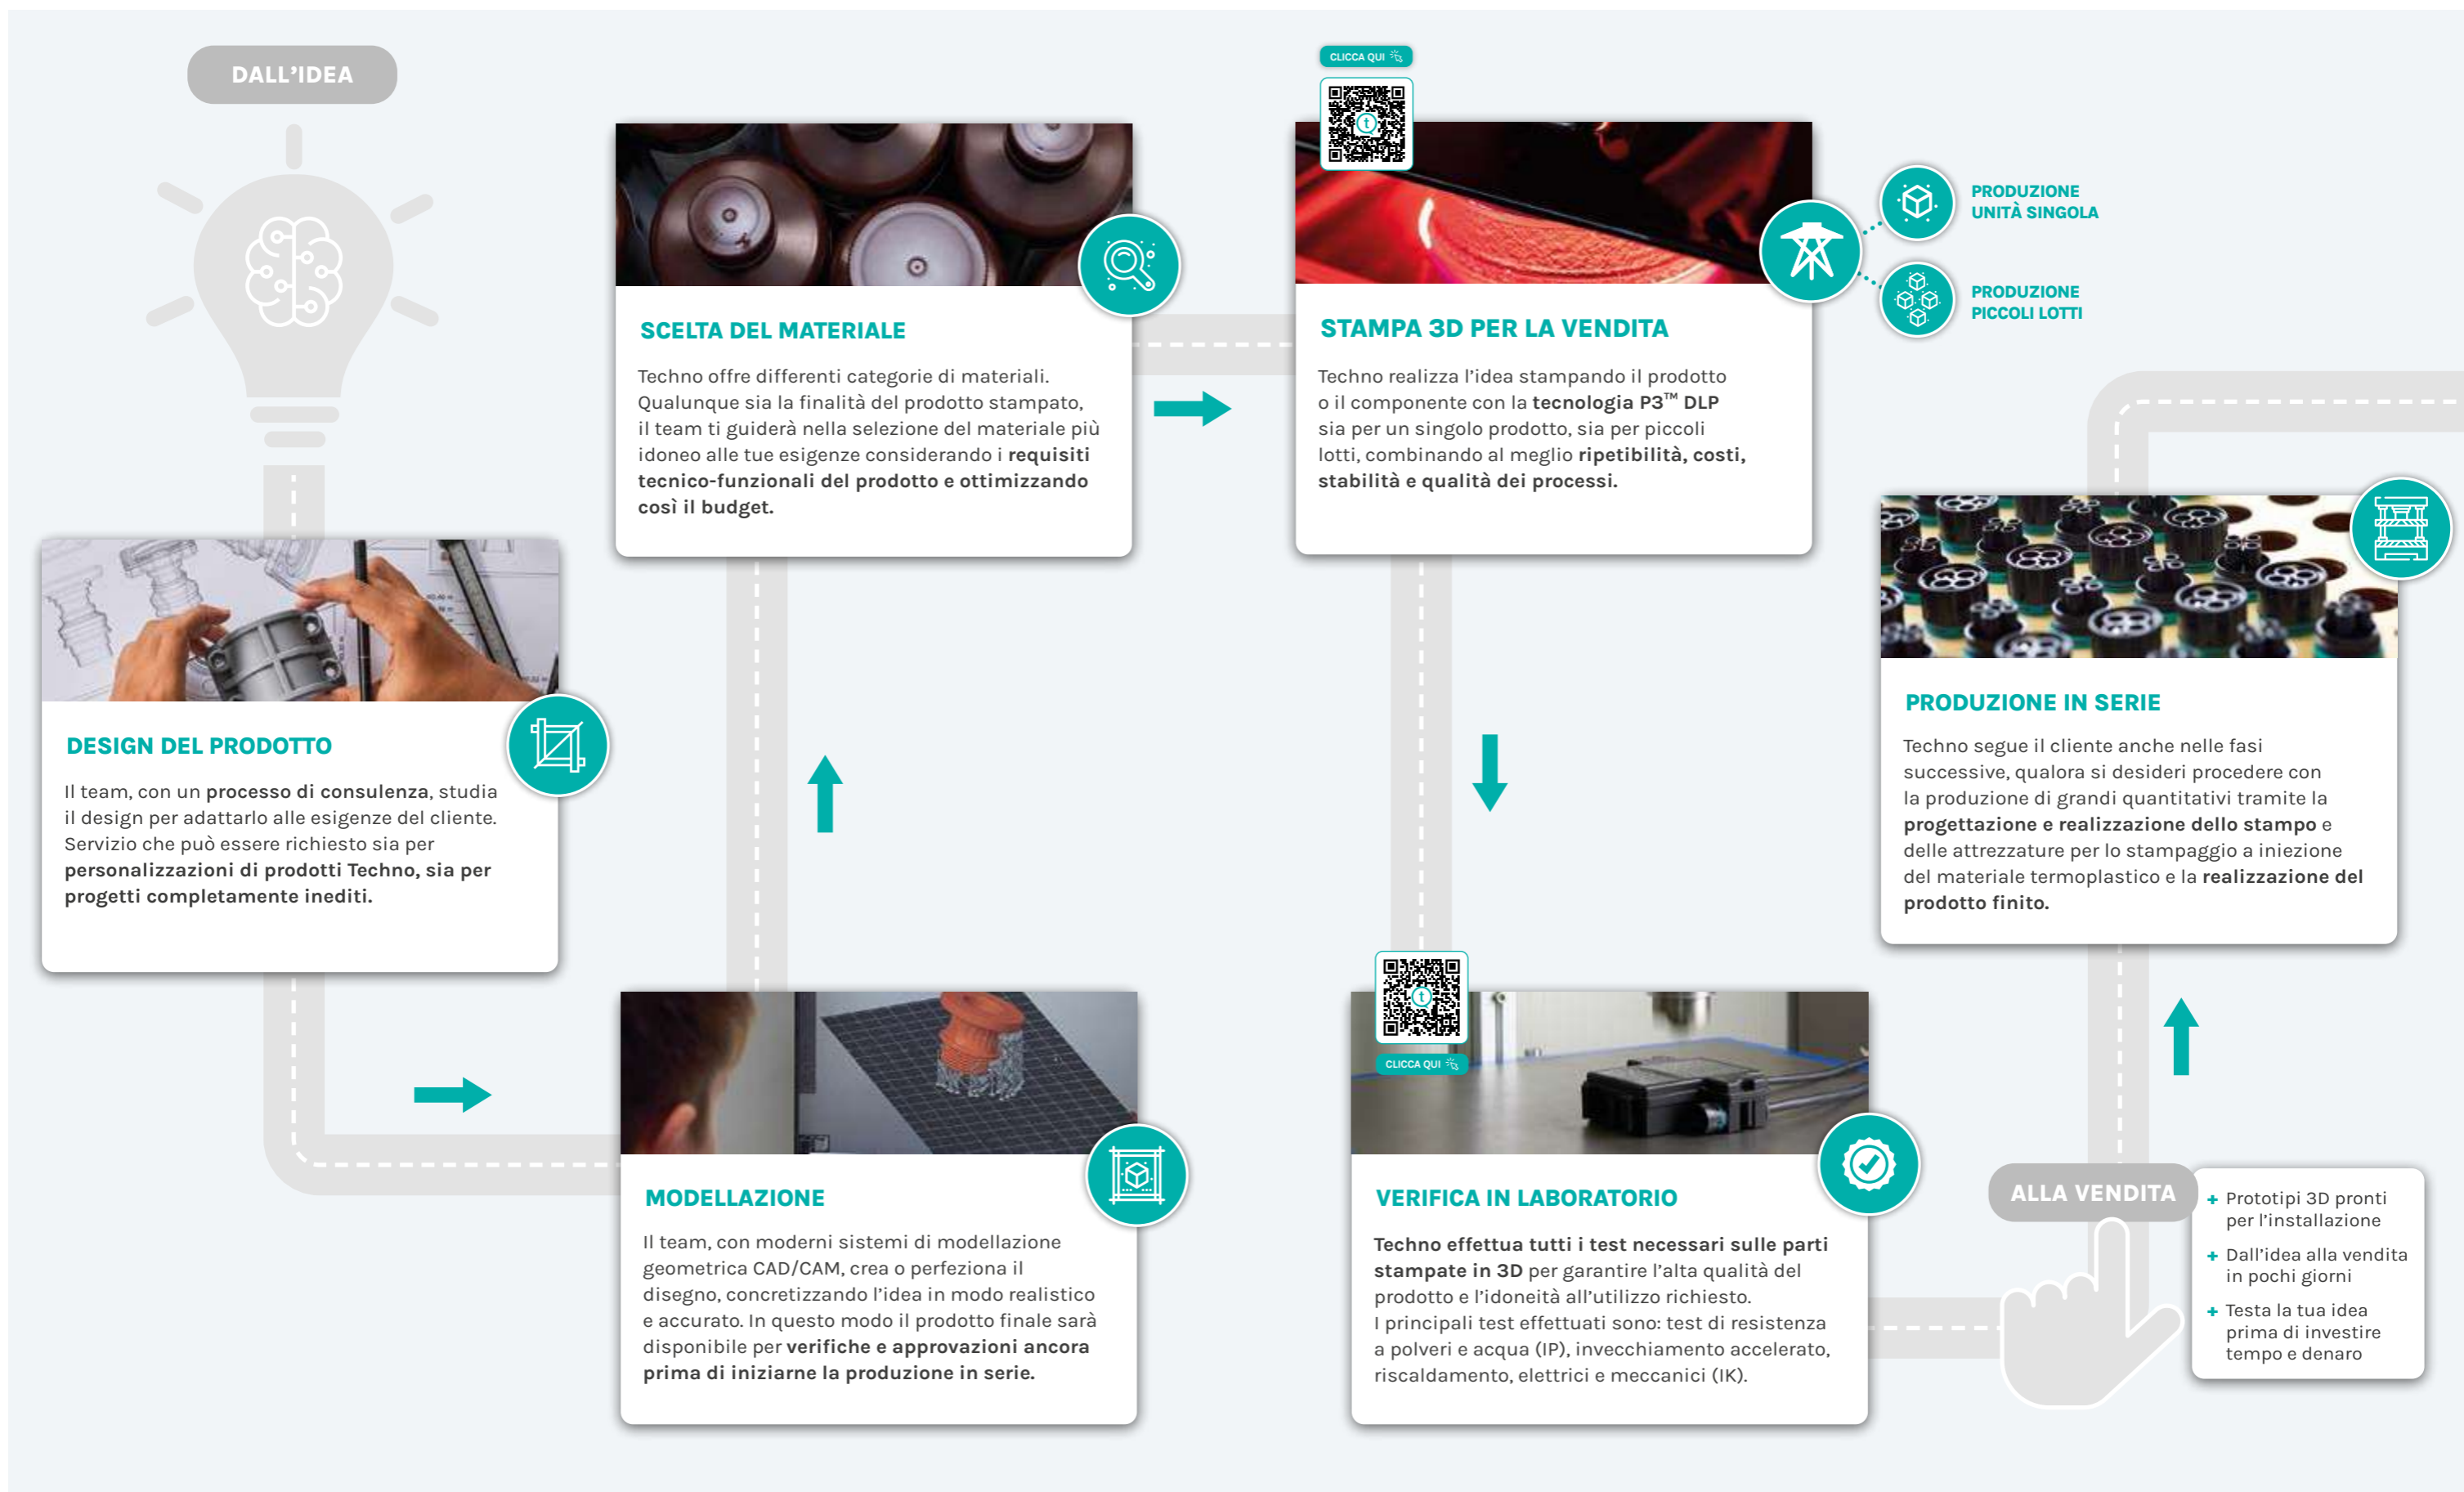 DALL'IDEA
DESIGN DEL PRODOTTO
Il team, con un processo di consulenza, studia
il design per adattarlo alle esigenze del cliente.
Servizio che può essere richiesto sia per
personalizzazioni di prodotti Techno, sia per
progetti completamente inediti.
MODELLAZIONE
Il team, con moderni sistemi di modellazione
geometrica CAD/CAM, crea o perfeziona il
disegno, concretizzando l'idea in modo realistico
e accurato. In questo modo il prodotto finale sarà
disponibile per verifiche e approvazioni ancora
prima di iniziarne la produzione in serie.
SCELTA DEL MATERIALE
Techno offre differenti categorie di materiali.
Qualunque sia la finalità del prodotto stampato,
il team ti guiderà nella selezione del materiale più
idoneo alle tue esigenze considerando i requisiti
tecnico-funzionali del prodotto e ottimizzando
così il budget.
CLICCA QUI
STAMPA 3D PER LA VENDITA
Techno realizza l'idea stampando il prodotto
o il componente con la tecnologia P3™ DLP
sia per un singolo prodotto, sia per piccoli
lotti, combinando al meglio ripetibilità, costi,
stabilità e qualità dei processi.
PRODUZIONE
UNITÀ SINGOLA
PRODUZIONE
PICCOLI LOTTI
CLICCA QUI
VERIFICA IN LABORATORIO
Techno effettua tutti i test necessari sulle parti
stampate in 3D per garantire l'alta qualità del
prodotto e l'idoneità all'utilizzo richiesto.
I principali test effettuati sono: test di resistenza
a polveri e acqua (IP), invecchiamento accelerato,
riscaldamento, elettrici e meccanici (IK).
ALLA VENDITA
+ Prototipi 3D pronti
per l'installazione
+ Dall'idea alla vendita
in pochi giorni
+ Testa la tua idea
prima di investire
tempo e denaro
PRODUZIONE IN SERIE
Techno segue il cliente anche nelle fasi
successive, qualora si desideri procedere con
la produzione di grandi quantitativi tramite la
progettazione e realizzazione dello stampo e
delle attrezzature per lo stampaggio a iniezione
del materiale termoplastico e la realizzazione del
prodotto finito.